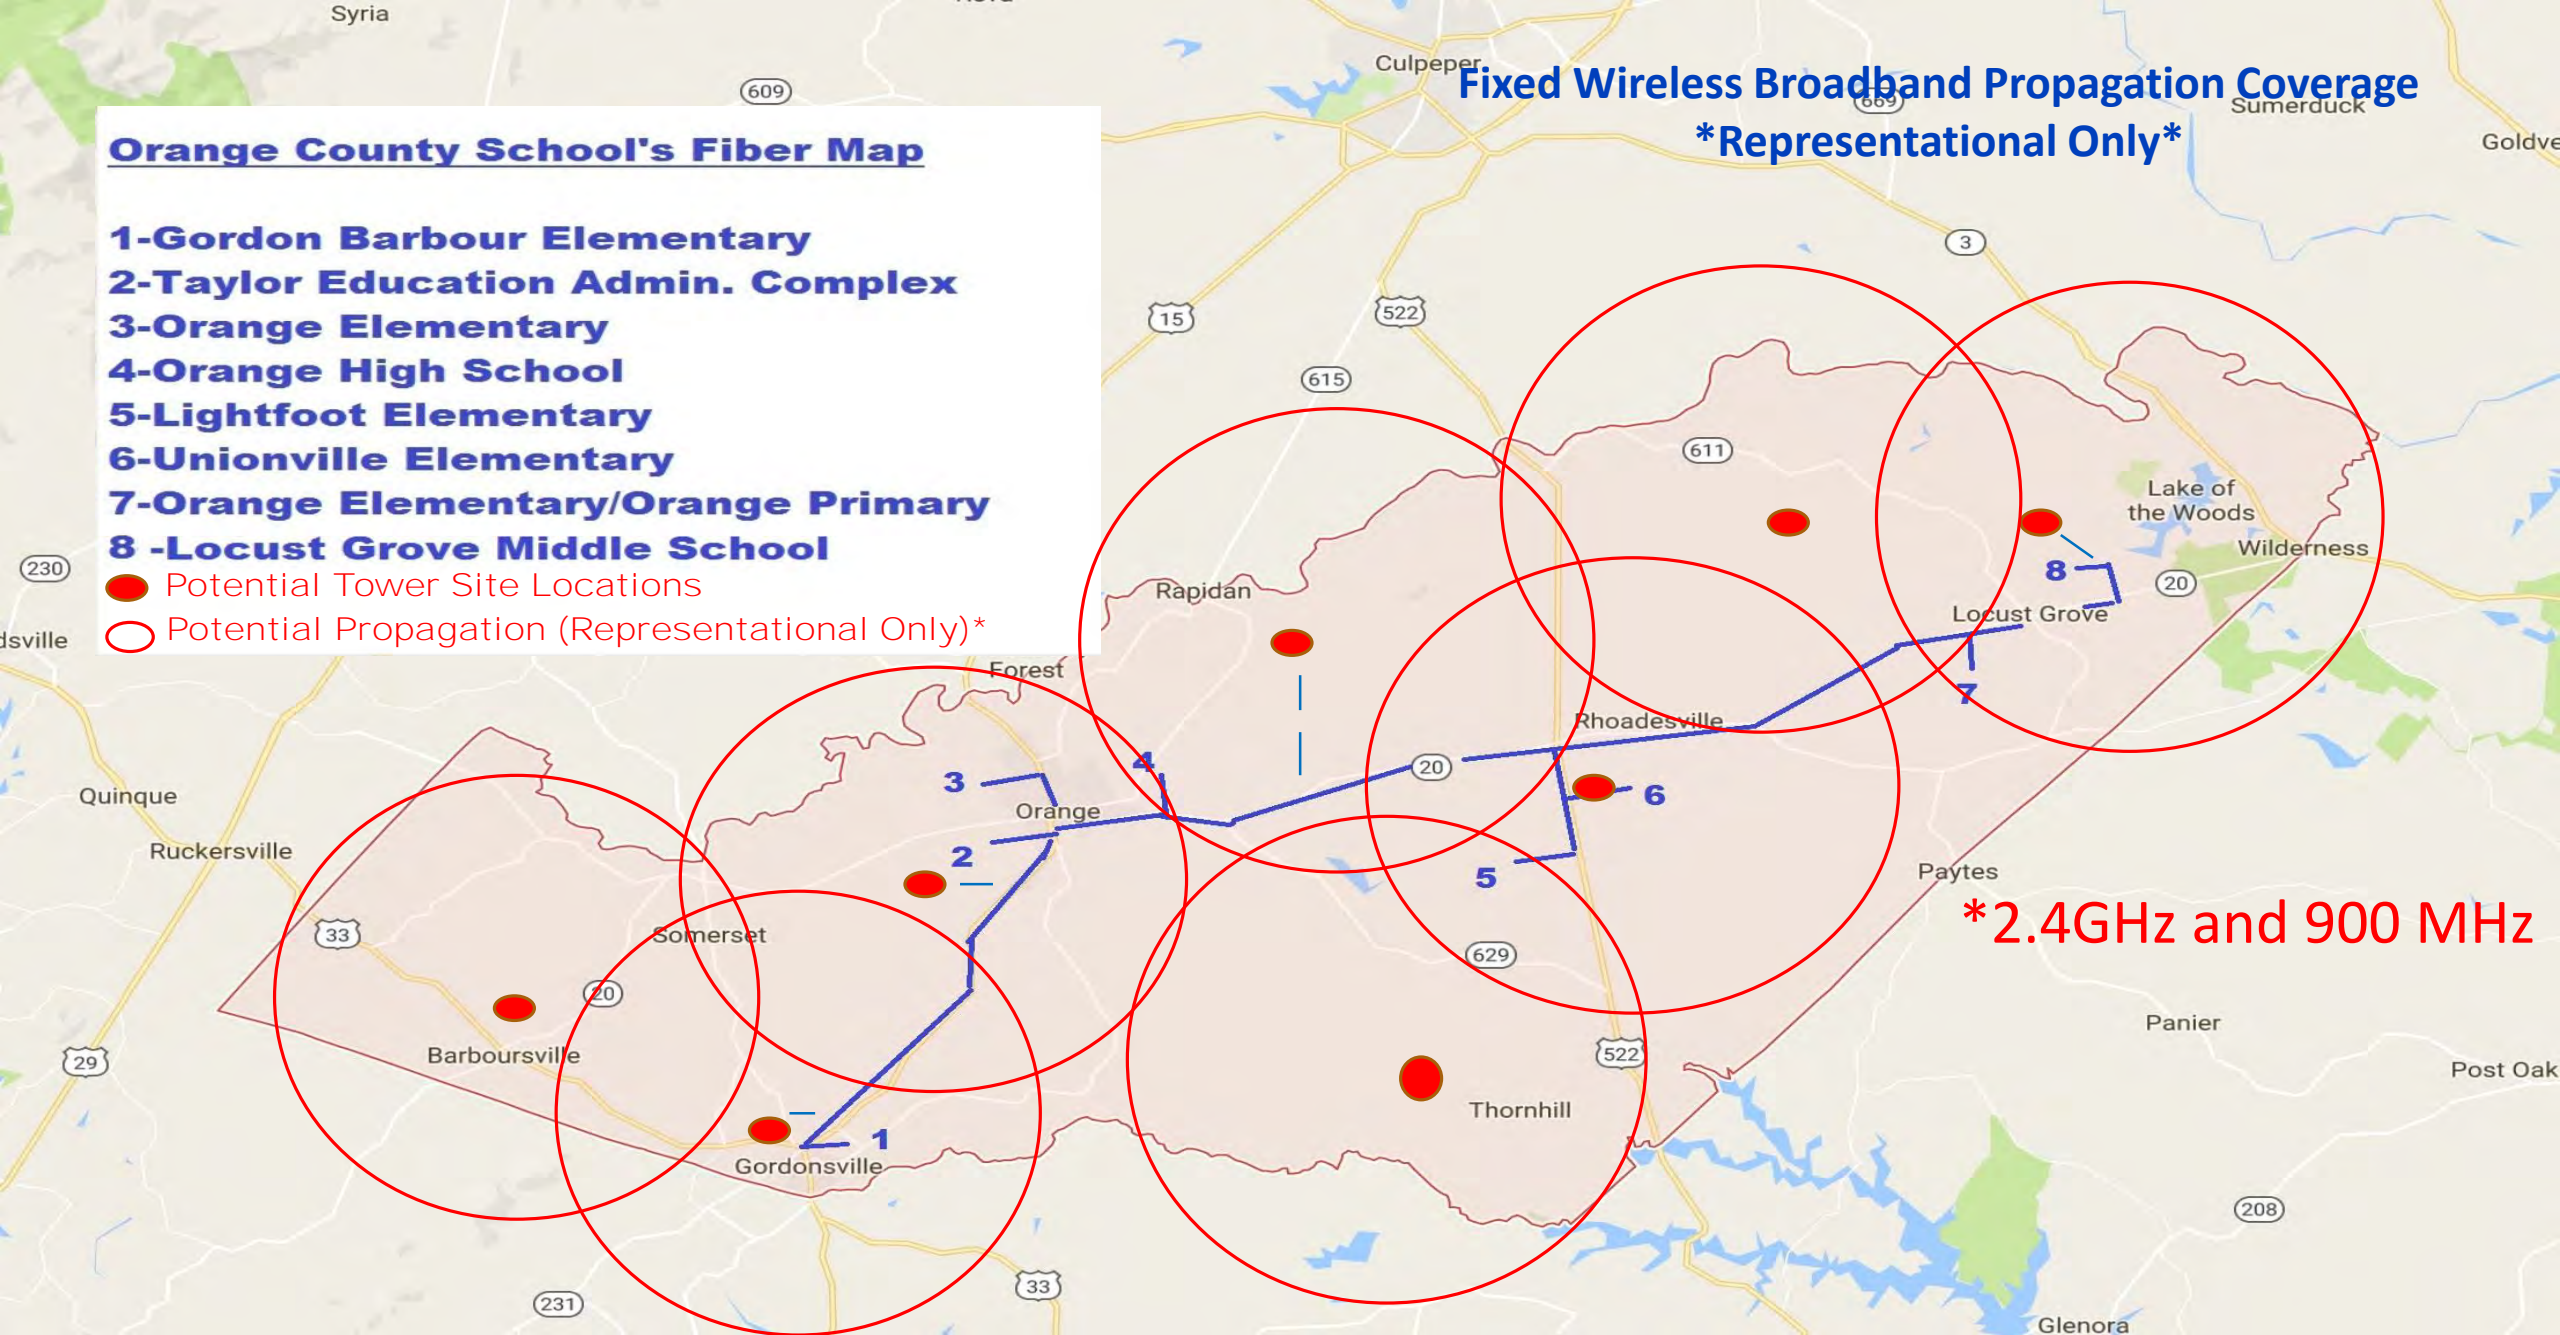 Syria
Culpeper
609
Fixed Wireless Broadband Propagation Coverage
669
Sumerduck
*Representational Only*
Goldve
Orange County School's Fiber Map
1-Gordon Barbour Elementary
2-Taylor Education Admin. Complex
3-Orange Elementary
4-Orange High School
5-Lightfoot Elementary
6-Unionville Elementary
7-Orange Elementary/Orange Primary
8 -Locust Grove Middle School
Potential Tower Site Locations
Potential Propagation (Representational Only)*
3
15
522
615
611
Lake of
the Woods
Wilderness
230
8
20
Rapidan
Locust Grove
dsville
Forest
7
Rhoadesville
4
20
3
6
Quinque
Orange
Ruckersville
2
5
Paytes
33
Somerset
*2.4GHz and 900 MHz
629
20
Panier
Barboursville
522
29
Post Oak
Thornhill
1
Gordonsville
208
33
231
Glenora